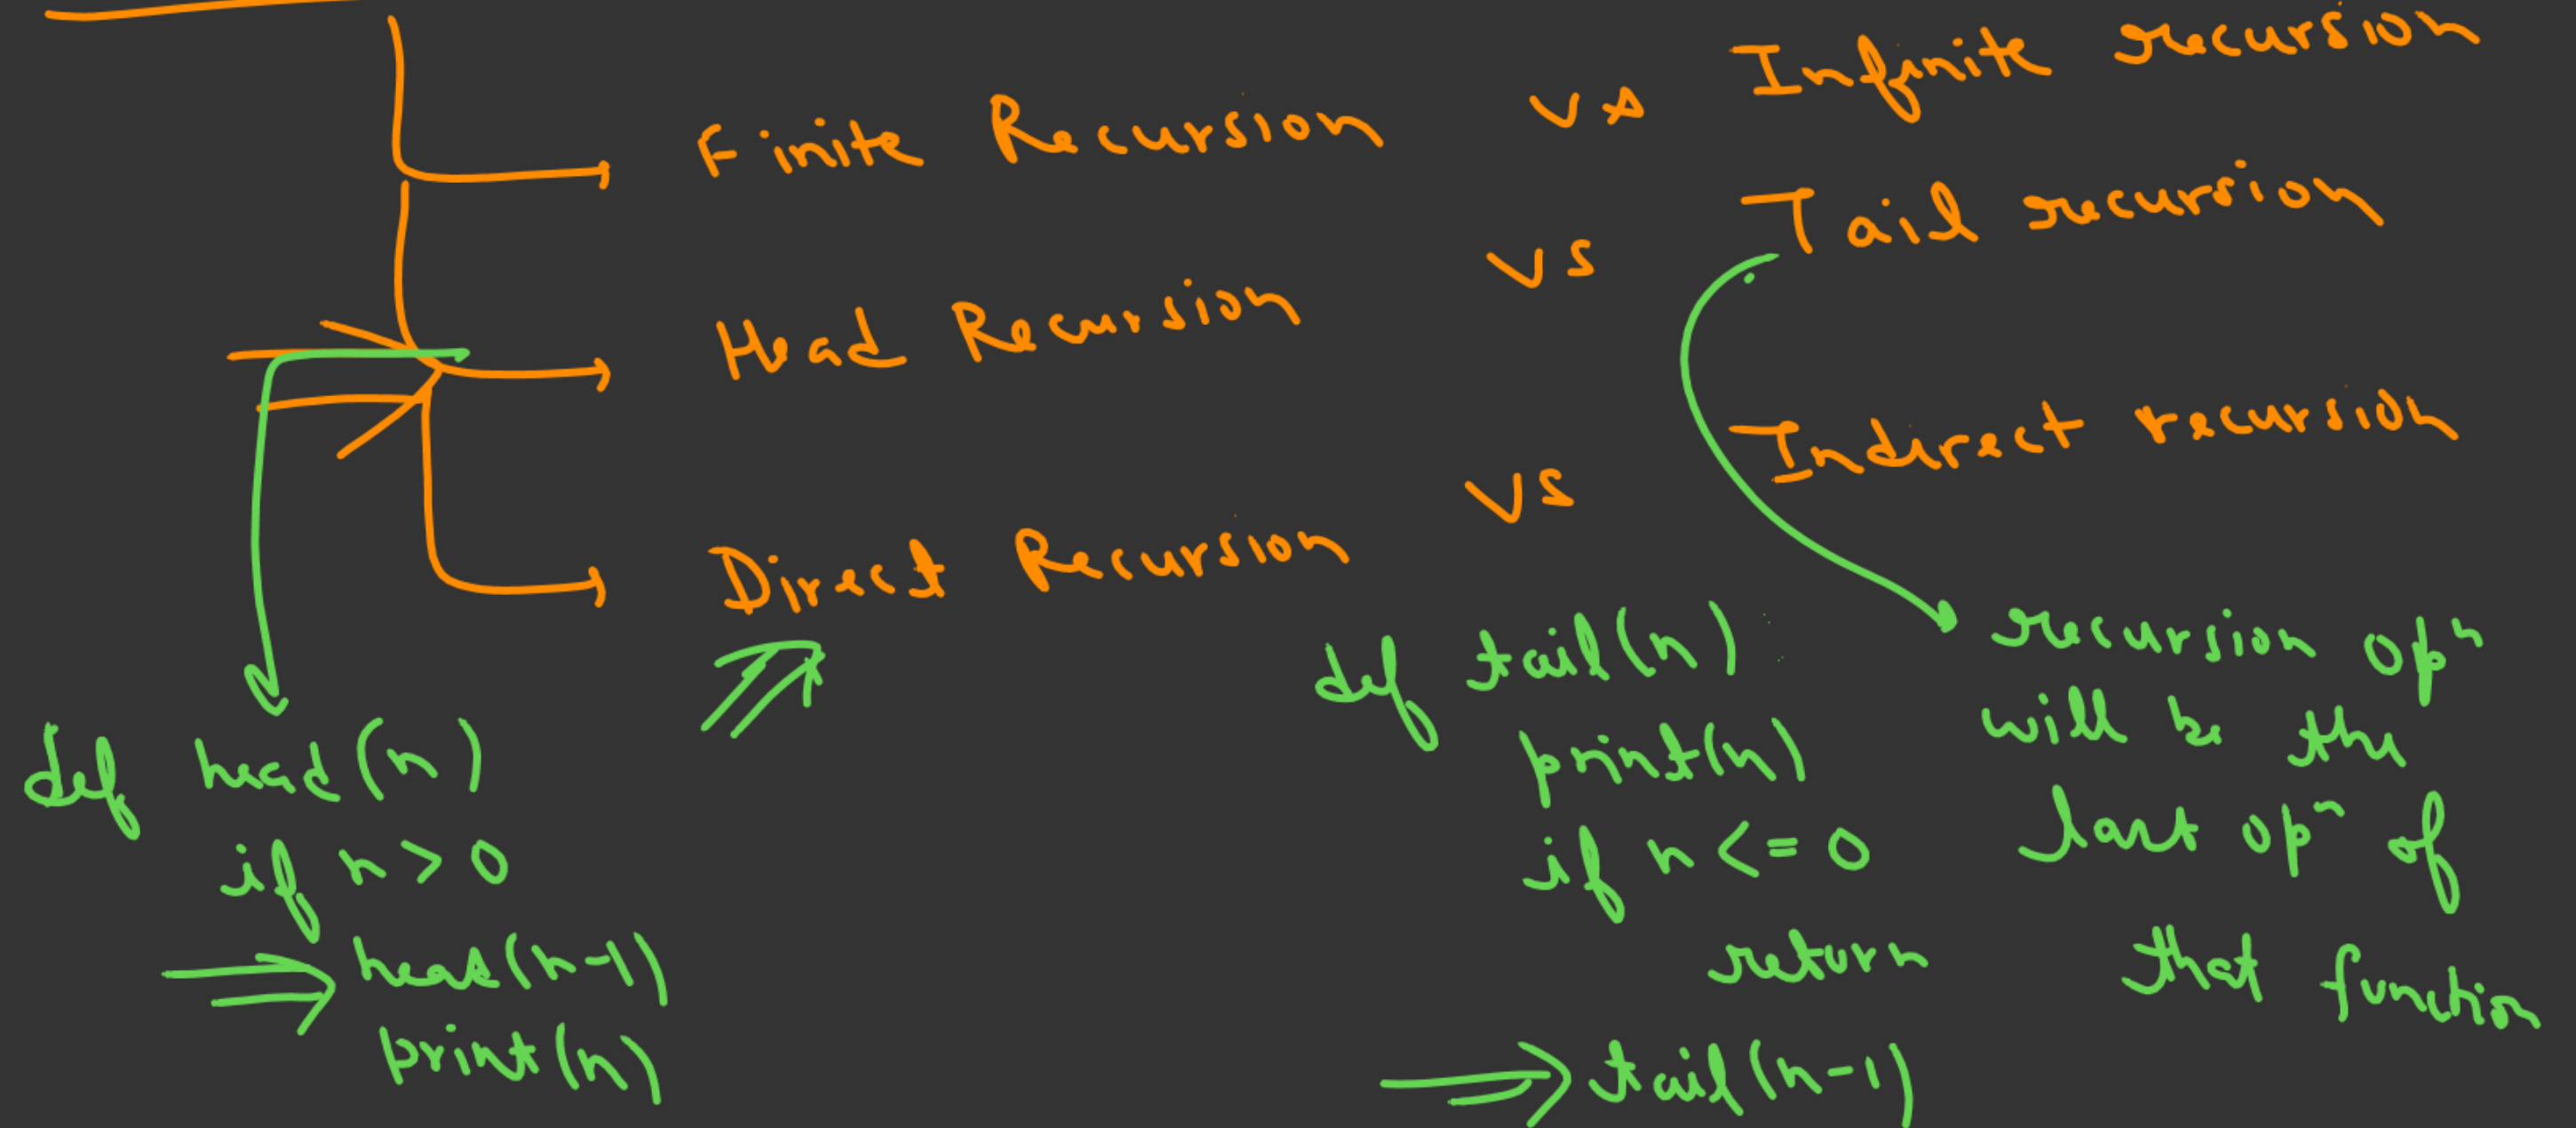 Finite Recursion vs Infinite recursion
Head Recursion vs Tail recursion
Direct Recursion vs Indirect recursion
def head(n)
if n > 0
head(n-1)
print(n)
def tail(n)
print(n)
if n <= 0
return
tail(n-1)
recursion opⁿ
will be the
last opⁿ of
that function